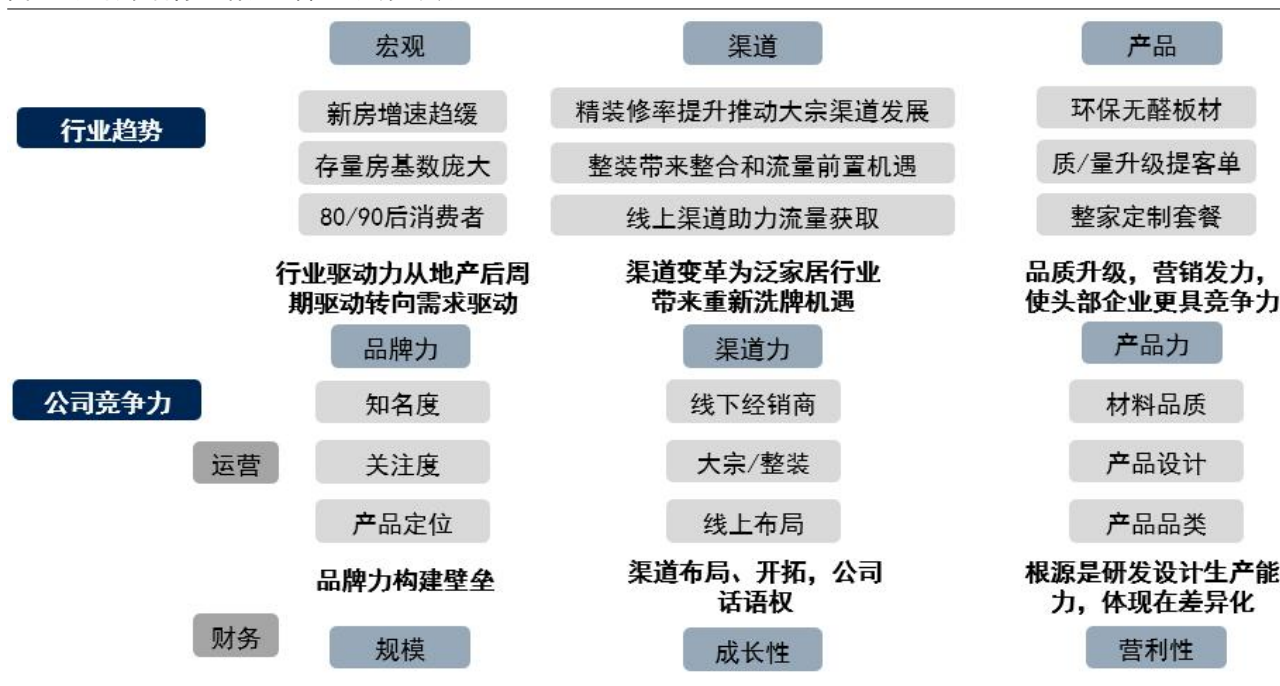 宏观
渠道
产品
行业趋势
新房增速趋缓
精装修率提升推动大宗渠道发展
环保无醛板材
存量房基数庞大
整装带来整合和流量前置机遇
质/量升级提客单
80/90后消费者
线上渠道助力流量获取
整家定制套餐
行业驱动力从地产后周
期驱动转向需求驱动
渠道变革为泛家居行业
带来重新洗牌机遇
品质升级，营销发力，
使头部企业更具竞争力
品牌力
渠道力
产品力
公司竞争力
知名度
线下经销商
材料品质
运营
关注度
大宗/整装
产品设计
产品定位
线上布局
产品品类
品牌力构建壁垒
渠道布局、开拓，公司
话语权
根源是研发设计生产能
力，体现在差异化
财务
规模
成长性
营利性